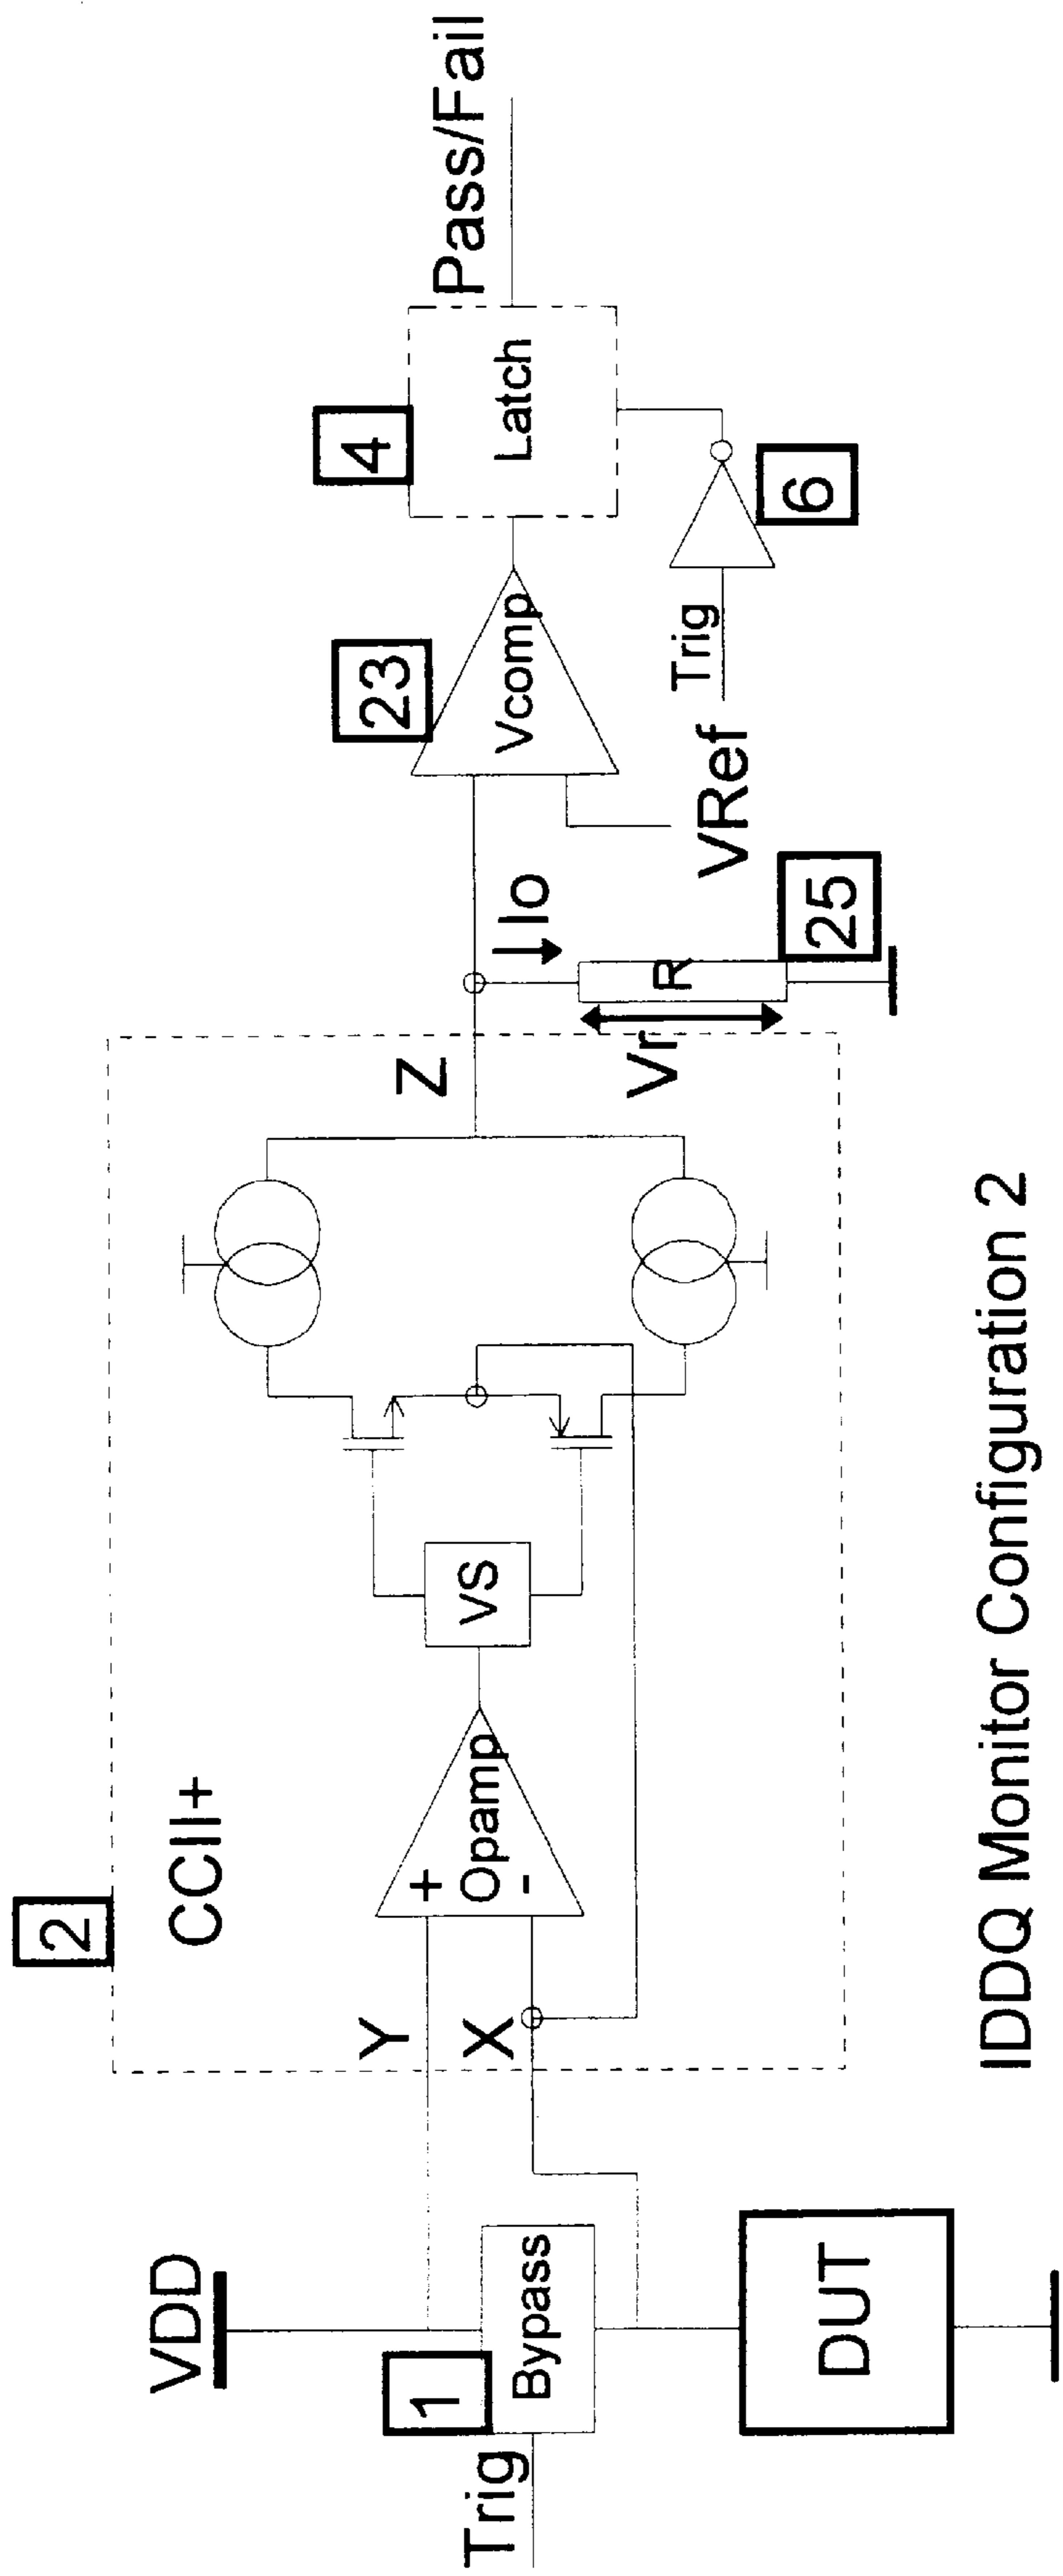 2
CCII+
VDD
1
Trig
Bypass
DUT
Y
X
+
Opamp
-
VS
Z
Io
R
Vr
25
23
Vcomp
VRef
4
Latch
Trig
6
Pass/Fail
IDDQ Monitor Configuration 2